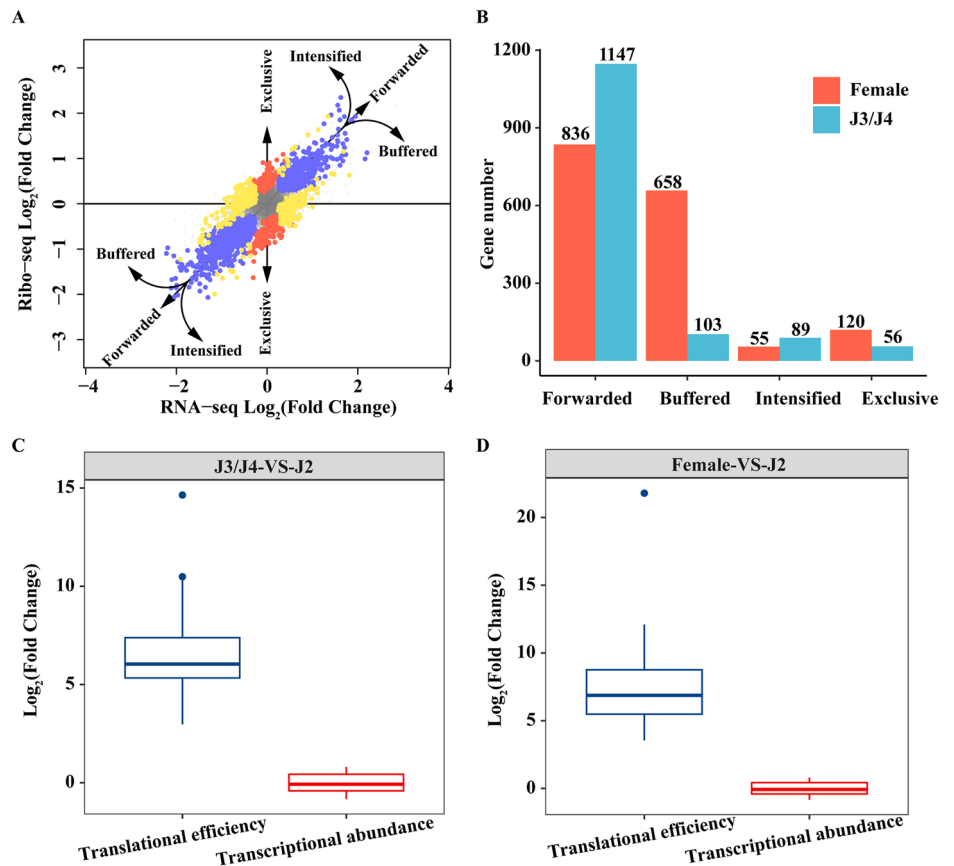 A
Ribo−seq Log2(Fold Change)
3
2
1
0
−1
−2
−3
Intensified
Exclusive
Forwarded
Buffered
Buffered
Forwarded
Intensified
Exclusive
−4
−2
0
2
4
RNA−seq Log2(Fold Change)
B
Gene number
1200
900
600
300
0
836
1147
658
103
55
89
120
56
Female
J3/J4
Forwarded
Buffered
Intensified
Exclusive
C
J3/J4-VS-J2
Log2(Fold Change)
15
10
5
0
Translational efficiency
Transcriptional abundance
D
Female-VS-J2
Log2(Fold Change)
20
15
10
5
0
Translational efficiency
Transcriptional abundance